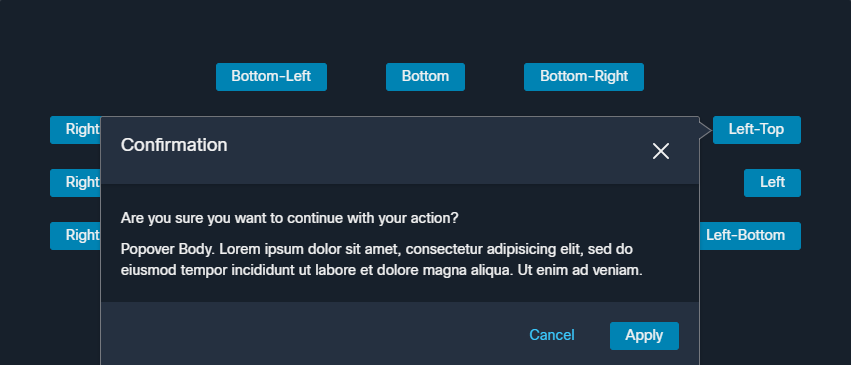 Bottom-Left Bottom Bottom-Right
Right Left-Top
Confirmation
Right Left
Are you sure you want to continue with your action?
Right Left-Bottom
Popover Body. Lorem ipsum dolor sit amet, consectetur adipisicing elit, sed do
eiusmod tempor incididunt ut labore et dolore magna aliqua. Ut enim ad veniam.
Cancel Apply